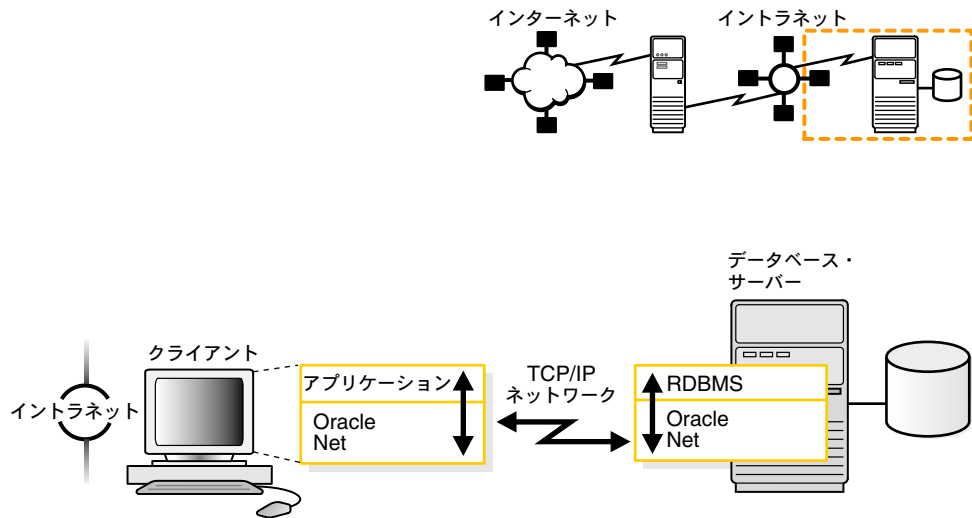 インターネット
イントラネット
データベース・
サーバー
クライアント
イントラネット
アプリケーション
Oracle
Net
TCP/IP
ネットワーク
RDBMS
Oracle
Net